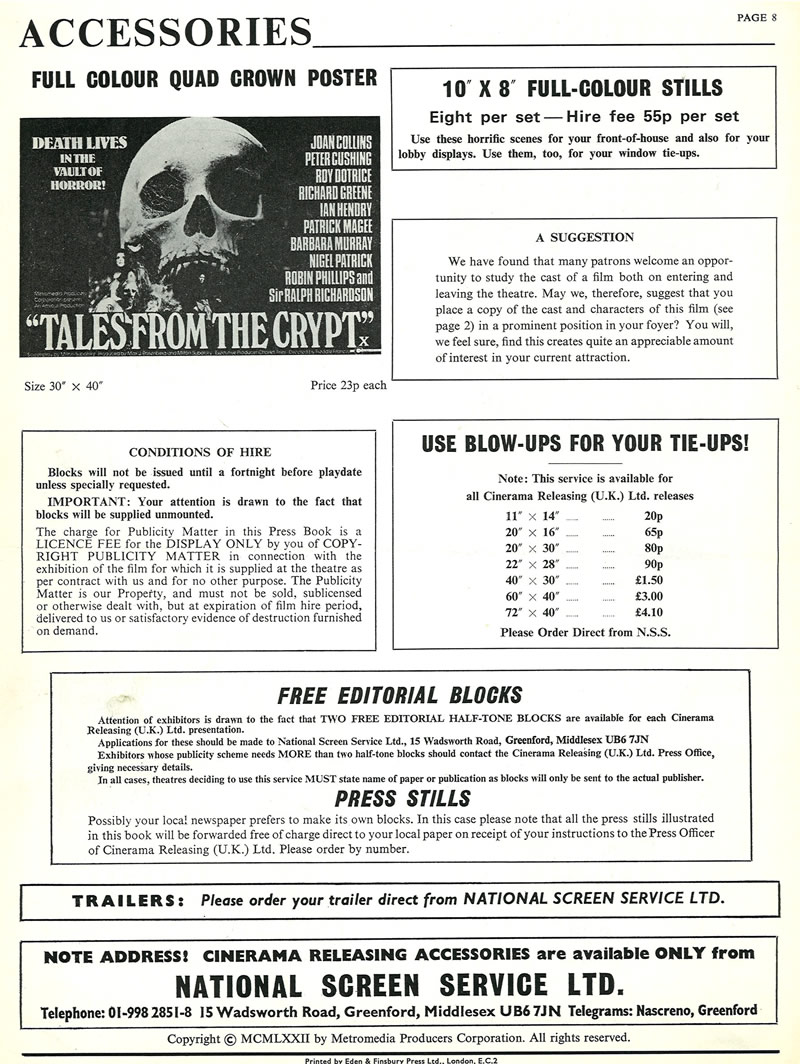 PAGE 8
ACCESSORIES
FULL COLOUR QUAD CROWN POSTER
DEATH LIVES
IN THE
VAULT OF
HORROR!
JOAN COLLINS
PETER CUSHING
ROY DOTRICE
RICHARD GREENE
IAN HENDRY
PATRICK MAGEE
BARBARA MURRAY
NIGEL PATRICK
ROBIN PHILLIPS and
Sir RALPH RICHARDSON
Metromedia Producers
Corporation presents
An Amicus Production
"TALES FROM THE CRYPT" X
Size 30" × 40"
Price 23p each
10" X 8" FULL-COLOUR STILLS
Eight per set — Hire fee 55p per set
Use these horrific scenes for your front-of-house and also for your
lobby displays. Use them, too, for your window tie-ups.
A SUGGESTION
We have found that many patrons welcome an oppor-
tunity to study the cast of a film both on entering and
leaving the theatre. May we, therefore, suggest that you
place a copy of the cast and characters of this film (see
page 2) in a prominent position in your foyer? You will,
we feel sure, find this creates quite an appreciable amount
of interest in your current attraction.
CONDITIONS OF HIRE
Blocks will not be issued until a fortnight before playdate
unless specially requested.
IMPORTANT: Your attention is drawn to the fact that
blocks will be supplied unmounted.
The charge for Publicity Matter in this Press Book is a
LICENCE FEE for the DISPLAY ONLY by you of COPY-
RIGHT PUBLICITY MATTER in connection with the
exhibition of the film for which it is supplied at the theatre as
per contract with us and for no other purpose. The Publicity
Matter is our Property, and must not be sold, sublicensed
or otherwise dealt with, but at expiration of film hire period,
delivered to us or satisfactory evidence of destruction furnished
on demand.
USE BLOW-UPS FOR YOUR TIE-UPS!
Note: This service is available for
all Cinerama Releasing (U.K.) Ltd. releases
11" × 14" ...... ...... 20p
20" × 16" ...... ...... 65p
20" × 30" ...... ...... 80p
22" × 28" ...... ...... 90p
40" × 30" ...... ...... £1.50
60" × 40" ...... ...... £3.00
72" × 40" ...... ...... £4.10
Please Order Direct from N.S.S.
FREE EDITORIAL BLOCKS
Attention of exhibitors is drawn to the fact that TWO FREE EDITORIAL HALF-TONE BLOCKS are available for each Cinerama
Releasing (U.K.) Ltd. presentation.
Applications for these should be made to National Screen Service Ltd., 15 Wadsworth Road, Greenford, Middlesex UB6 7JN
Exhibitors whose publicity scheme needs MORE than two half-tone blocks should contact the Cinerama Releasing (U.K.) Ltd. Press Office,
giving necessary details.
In all cases, theatres deciding to use this service MUST state name of paper or publication as blocks will only be sent to the actual publisher.
PRESS STILLS
Possibly your local newspaper prefers to make its own blocks. In this case please note that all the press stills illustrated
in this book will be forwarded free of charge direct to your local paper on receipt of your instructions to the Press Officer
of Cinerama Releasing (U.K.) Ltd. Please order by number.
TRAILERS: Please order your trailer direct from NATIONAL SCREEN SERVICE LTD.
NOTE ADDRESS! CINERAMA RELEASING ACCESSORIES are available ONLY from
NATIONAL SCREEN SERVICE LTD.
Telephone: 01-998 2851-8 15 Wadsworth Road, Greenford, Middlesex UB6 7JN Telegrams: Nascreno, Greenford
Copyright © MCMLXXII by Metromedia Producers Corporation. All rights reserved.
Printed by Eden & Finsbury Press Ltd., London, E.C.2